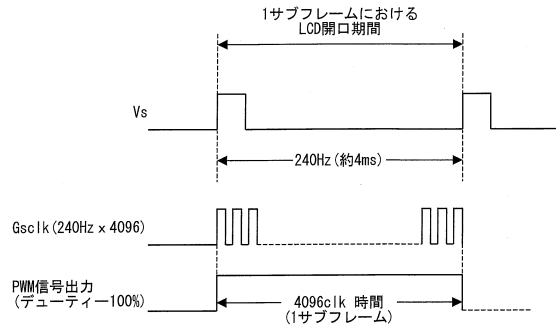 1サブフレームにおける
LCD開口期間
Vs
240Hz(約4ms)
Gsclk(240Hz x 4096)
PWM信号出力
(デューティー100%)
4096clk 時間
(1サブフレーム)